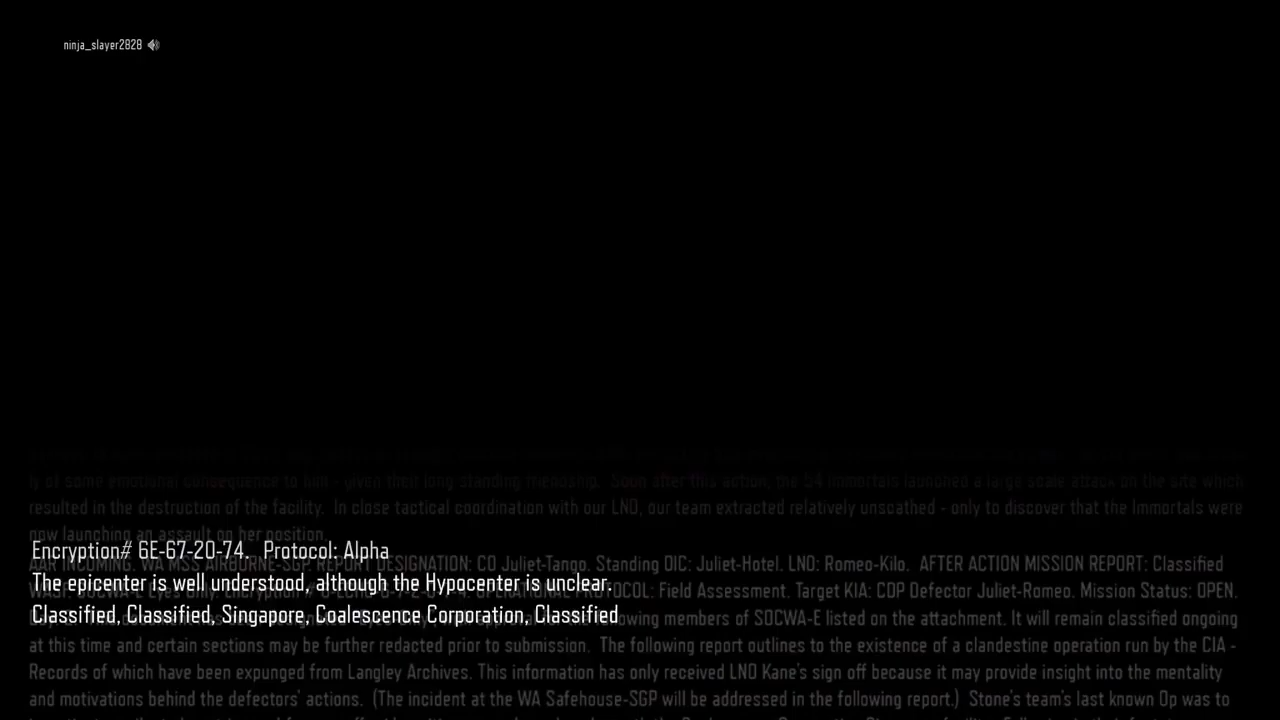 ninja_slayer2828
ly of some emotional consequence to him - given their long standing friendship. Soon after this action, the 54 Immortals launched a large scale attack on the site which
resulted in the destruction of the facility. In close tactical coordination with our LNO, our team extracted relatively unscathed - only to discover that the Immortals were
now launching an assault on her position.
Encryption# 6E-67-20-74. Protocol: Alpha
AAR INCOMING. WA MSS AIRBORNE-SGP. REPORT DESIGNATION: CO Juliet-Tango. Standing OIC: Juliet-Hotel. LNO: Romeo-Kilo. AFTER ACTION MISSION REPORT: Classified
The epicenter is well understood, although the Hypocenter is unclear.
PROTOCOL: Field Assessment. Target KIA: CDP Defector Juliet-Romeo. Mission Status: OPEN.
Classified, Classified, Singapore, Coalescence Corporation, Classified
members of SOCWA-E listed on the attachment. It will remain classified ongoing
at this time and certain sections may be further redacted prior to submission. The following report outlines to the existence of a clandestine operation run by the CIA -
Records of which have been expunged from Langley Archives. This information has only received LNO Kane's sign off because it may provide insight into the mentality
and motivations behind the defectors' actions. (The incident at the WA Safehouse-SGP will be addressed in the following report.) Stone's team's last known Op was to